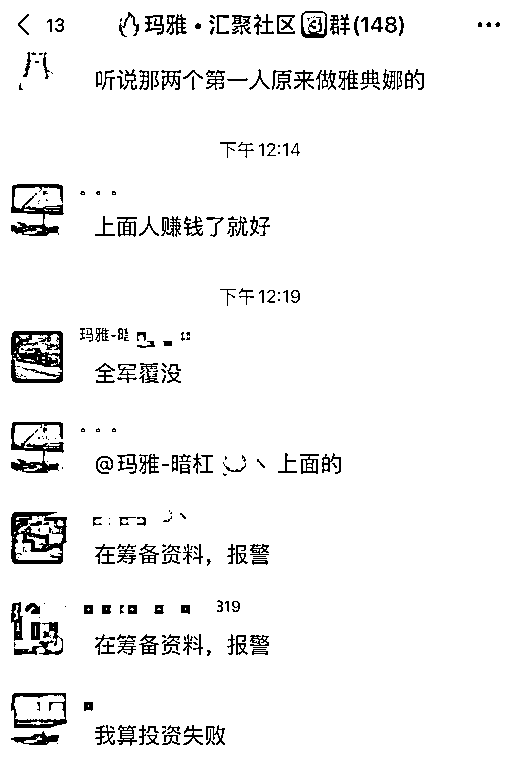 13 玛雅·汇聚社区③群(148)
听说那两个第一人原来做雅典娜的
下午12:14
上面人赚钱了就好
下午12:19
玛雅-暗
全军覆没
@玛雅-暗杠 上面的
在筹备资料，报警
319
在筹备资料，报警
我算投资失败